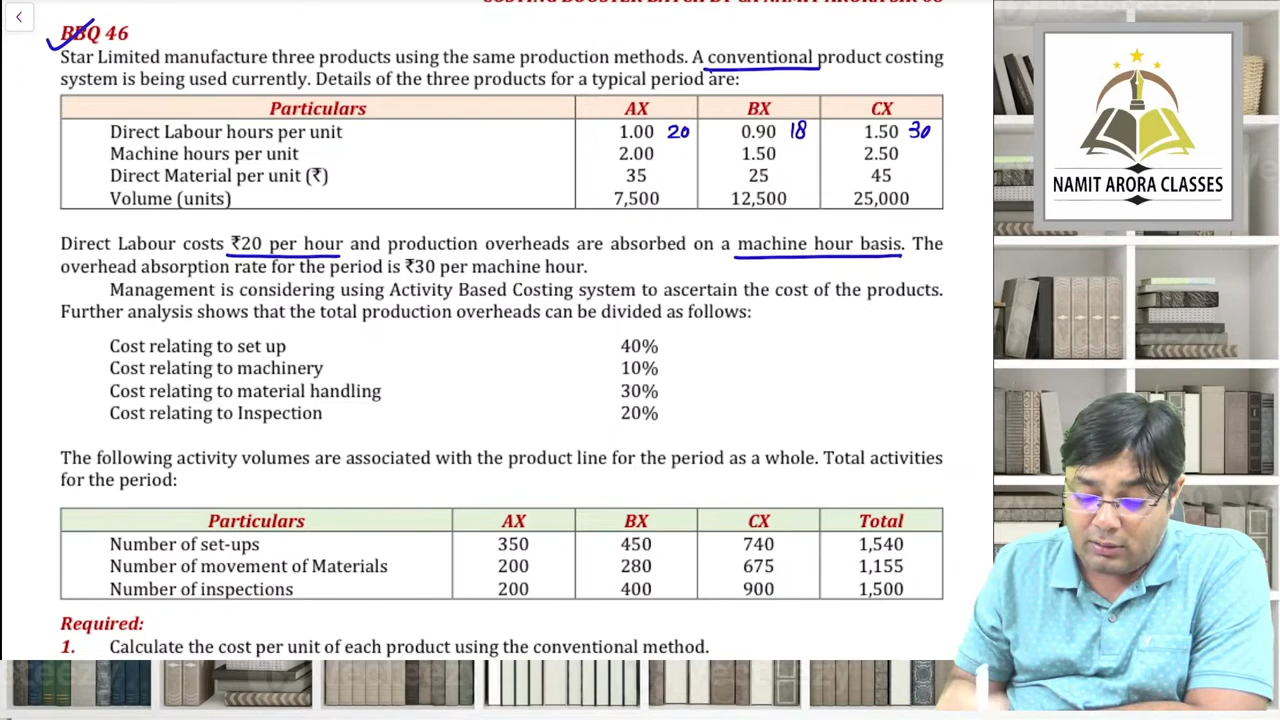 BBQ 46
Star Limited manufacture three products using the same production methods. A conventional product costing
system is being used currently. Details of the three products for a typical period are:
Particulars AX BX CX
Direct Labour hours per unit 1.00 20 0.90 18 1.50 30
Machine hours per unit 2.00 1.50 2.50
Direct Material per unit (₹) 35 25 45
Volume (units) 7,500 12,500 25,000
Direct Labour costs ₹20 per hour and production overheads are absorbed on a machine hour basis. The
overhead absorption rate for the period is ₹30 per machine hour.
Management is considering using Activity Based Costing system to ascertain the cost of the products.
Further analysis shows that the total production overheads can be divided as follows:
Cost relating to set up 40%
Cost relating to machinery 10%
Cost relating to material handling 30%
Cost relating to Inspection 20%
The following activity volumes are associated with the product line for the period as a whole. Total activities
for the period:
Particulars AX BX CX Total
Number of set-ups 350 450 740 1,540
Number of movement of Materials 200 280 675 1,155
Number of inspections 200 400 900 1,500
Required:
1. Calculate the cost per unit of each product using the conventional method.
NAMIT ARORA CLASSES